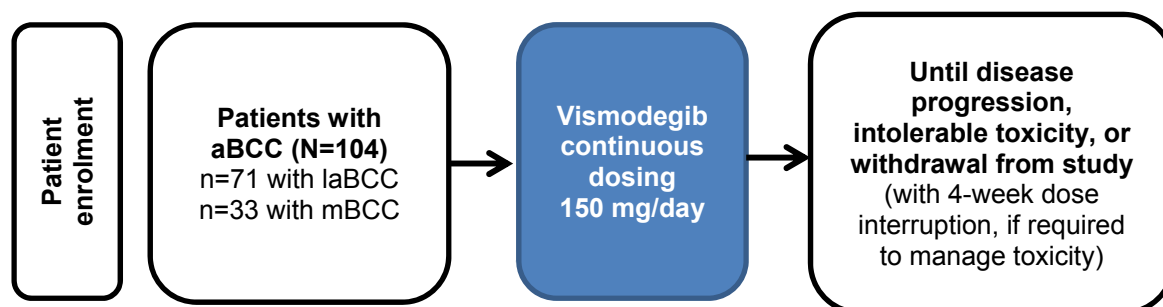 Patient
enrolment
Patients with
aBCC (N=104)
n=71 with laBCC
n=33 with mBCC
Vismodegib
continuous
dosing
150 mg/day
Until disease
progression,
intolerable toxicity, or
withdrawal from study
(with 4-week dose
interruption, if required
to manage toxicity)